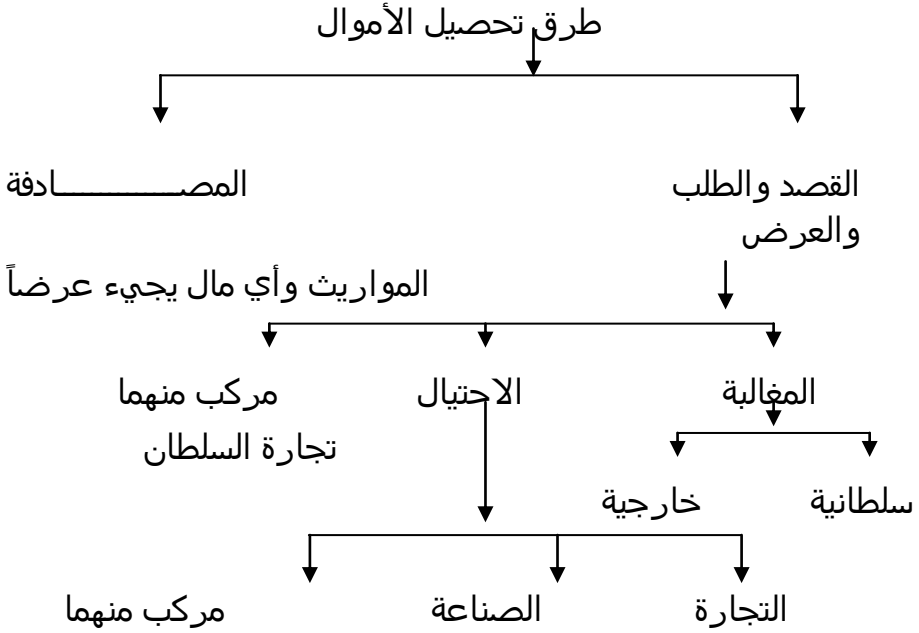 طرق تحصيل الأموال
القصد والطلب والعرض
المصـــــــــادفة
المواريث وأي مال يجيء عرضاً
المغالبة
الاحتيال
مركب منهما
تجارة السلطان
سلطانية
خارجية
التجارة
الصناعة
مركب منهما